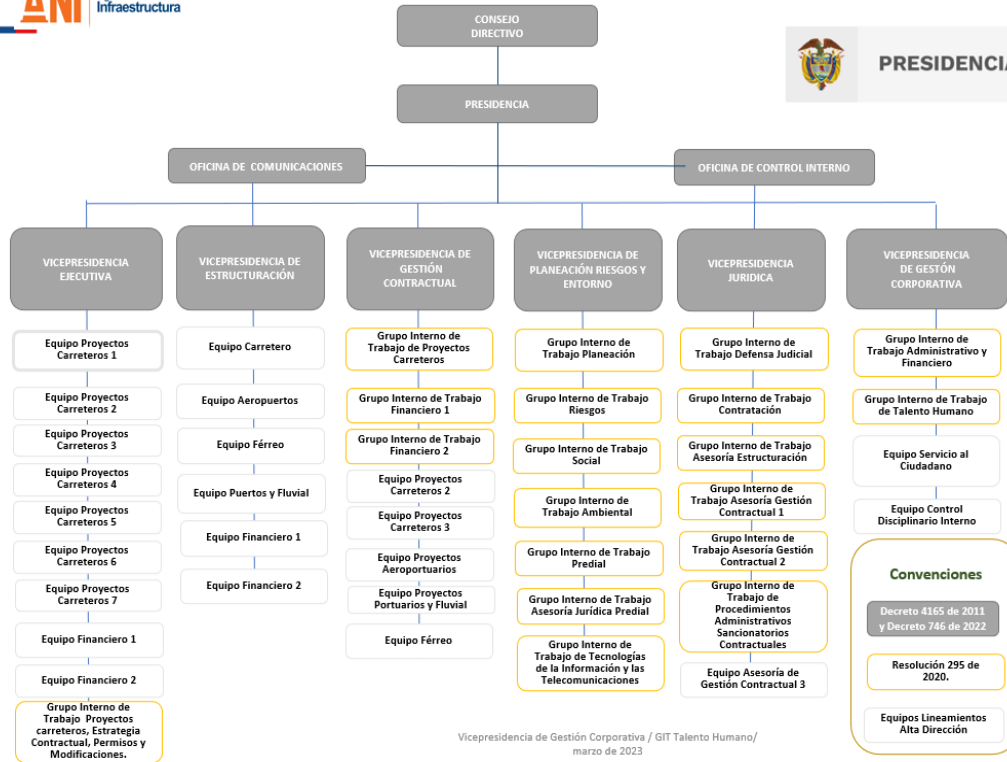 ANI
Infraestructura
CONSEJO
DIRECTIVO
PRESIDENCIA
OFICINA DE COMUNICACIONES
OFICINA DE CONTROL INTERNO
VICEPRESIDENCIA
EJECUTIVA
Equipo Proyectos
Carreteros 1
Equipo Proyectos
Carreteros 2
Equipo Proyectos
Carreteros 3
Equipo Proyectos
Carreteros 4
Equipo Proyectos
Carreteros 5
Equipo Proyectos
Carreteros 6
Equipo Proyectos
Carreteros 7
Equipo Financiero 1
Equipo Financiero 2
Grupo Interno de
Trabajo Proyectos
carreteros, Estrategia
Contractual, Permisos y
Modificaciones.
VICEPRESIDENCIA DE
ESTRUCTURACIÓN
Equipo Carretero
Equipo Aeropuertos
Equipo Férreo
Equipo Puertos y Fluvial
Equipo Financiero 1
Equipo Financiero 2
VICEPRESIDENCIA DE
GESTIÓN
CONTRACTUAL
Grupo Interno de
Trabajo de Proyectos
Carreteros
Grupo Interno de Trabajo
Financiero 1
Grupo Interno de Trabajo
Financiero 2
Equipo Proyectos
Carreteros 2
Equipo Proyectos
Carreteros 3
Equipo Proyectos
Aeroportuarios
Equipo Proyectos
Portuarios y Fluvial
Equipo Férreo
VICEPRESIDENCIA DE
PLANEACIÓN RIESGOS Y
ENTORNO
Grupo Interno de
Trabajo Planeación
Grupo Interno de Trabajo
Riesgos
Grupo Interno de Trabajo
Social
Grupo Interno de
Trabajo Ambiental
Grupo Interno de Trabajo
Predial
Grupo Interno de Trabajo
Asesoría Jurídica Predial
Grupo Interno de
Trabajo de Tecnologías
de la Información y las
Telecomunicaciones
VICEPRESIDENCIA
JURIDICA
Grupo Interno de
Trabajo Defensa Judicial
Grupo Interno de Trabajo
Contratación
Grupo Interno de Trabajo
Asesoría Estructuración
Grupo Interno de
Trabajo Asesoría Gestión
Contractual 1
Grupo Interno de
Trabajo Asesoría Gestión
Contractual 2
Grupo Interno de
Trabajo de
Procedimientos
Administrativos
Sancionatorios
Contractuales
Equipo Asesoría de
Gestión Contractual 3
VICEPRESIDENCIA
DE GESTÓN
CORPORATIVA
Grupo Interno de
Trabajo Administrativo y
Financiero
Grupo Interno de Trabajo
de Talento Humano
Equipo Servicio al
Ciudadano
Equipo Control
Disciplinario Interno
Convenciones
Decreto 4165 de 2011
y Decreto 746 de 2022
Resolución 295 de
2020.
Equipos Lineamientos
Alta Dirección
Vicepresidencia de Gestión Corporativa / GIT Talento Humano/
marzo de 2023